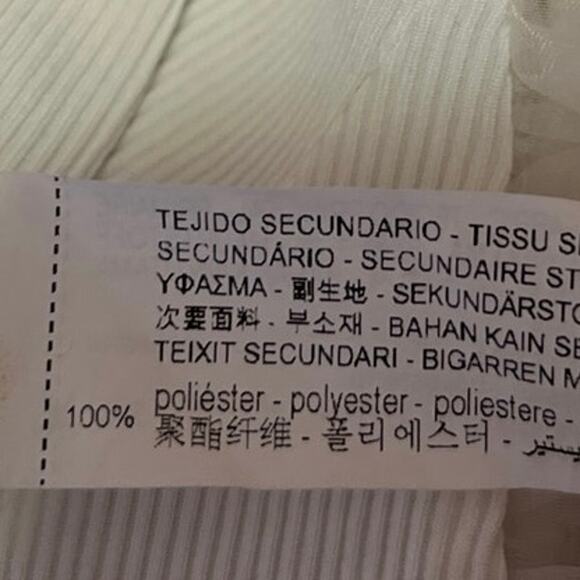 TEJIDO SECUNDARIO - TISSU
SECUNDÁRIO - SECUNDAIRE
ΥΦΑΣΜΑ - 副生地 -
次要面料 - 부소재 - BAHAN KAIN
TEIXIT SECUNDARI - BIGARREN
100% poliéster - polyester - poliestere -
聚酯纤维 - 폴리에스터 -